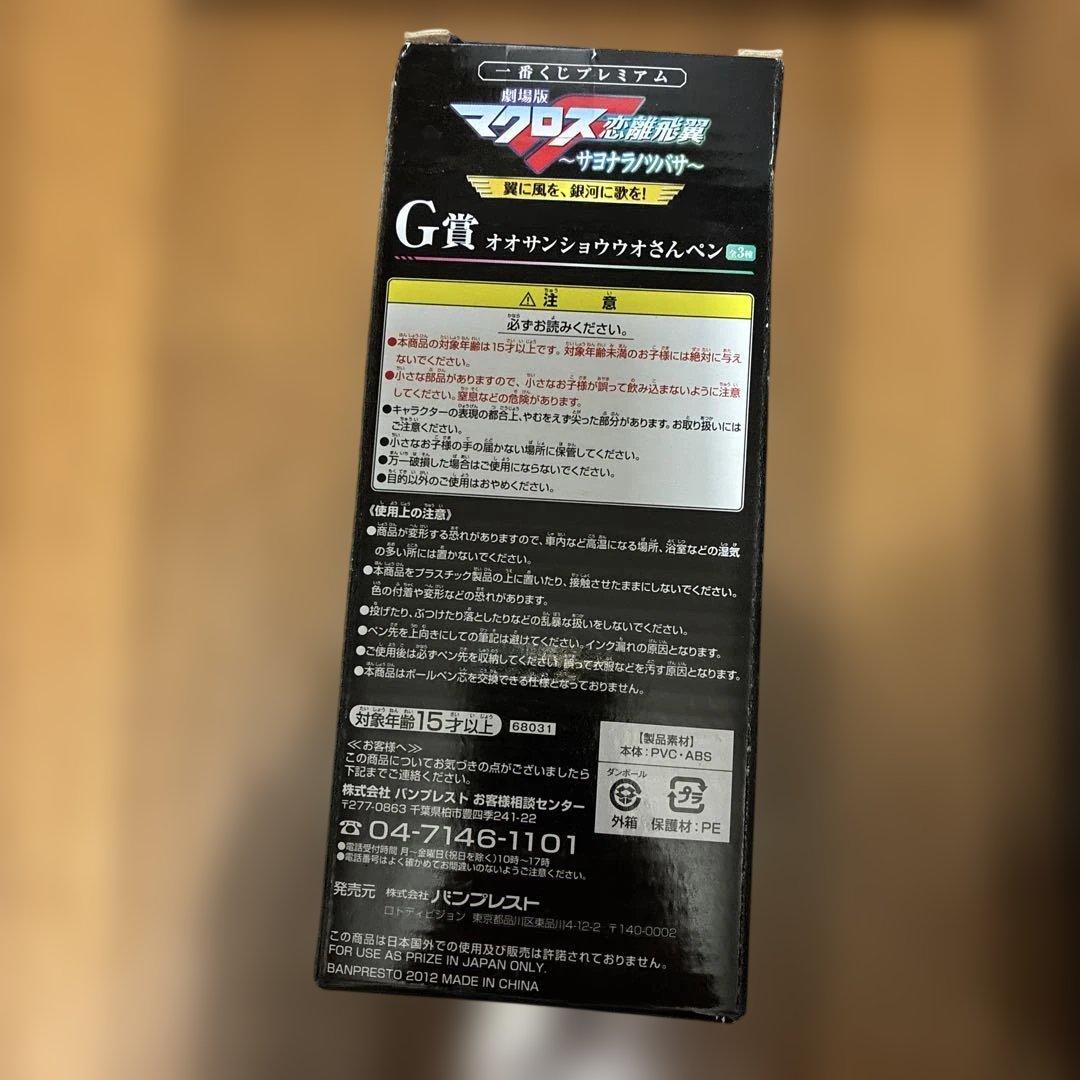 一番くじプレミアム
劇場版
マクロスF 恋離飛翼
〜サヨナラノツバサ〜
翼に風を、銀河に歌を!
G賞 オオサンショウウオさんペン 全3種
⚠注意
必ずお読みください。
●本商品の対象年齢は15才以上です。対象年齢未満のお子様には絶対に与え
ないでください。
●小さな部品がありますので、小さなお子様が誤って飲み込まないように注意
してください。窒息などの危険があります。
●キャラクターの表現の都合上、やむをえず尖った部分があります。お取り扱いには
ご注意ください。
●小さなお子様の手の届かない場所に保管してください。
●万一破損した場合はご使用にならないでください。
●目的以外のご使用はおやめください。
《使用上の注意》
●商品が変形する恐れがありますので、車内など高温になる場所、浴室などの湿気
の多い所には置かないでください。
●本商品をプラスチック製品の上に置いたり、接触させたままにしないでください。
色の付着や変形などの恐れがあります。
●投げたり、ぶつけたり落としたりなどの乱暴な扱いをしないでください。
●ペン先を上向きにしての筆記は避けてください。インク漏れの原因となります。
●ご使用後は必ずペン先を収納してください。誤って衣服などを汚す原因となります。
●本商品はボールペン芯を交換できる仕様となっておりません。
対象年齢15才以上 68031
≪お客様へ≫
この商品についてお気づきの点がございましたら
下記までご連絡ください。
株式会社 バンプレスト お客様相談センター
〒277-0863 千葉県柏市豊四季241-22
☎04-7146-1101
●電話受付時間 月〜金曜日(祝日を除く)10時〜17時
●電話番号はよく確かめてお間違いのないようご注意ください。
【製品素材】
本体:PVC・ABS
ダンボール
プラ
外箱 保護材:PE
発売元 株式会社 バンプレスト
ロトディビジョン 東京都品川区東品川4-12-2 〒140-0002
この商品は日本国外での使用及び販売は許諾されておりません。
FOR USE AS PRIZE IN JAPAN ONLY.
BANPRESTO 2012 MADE IN CHINA